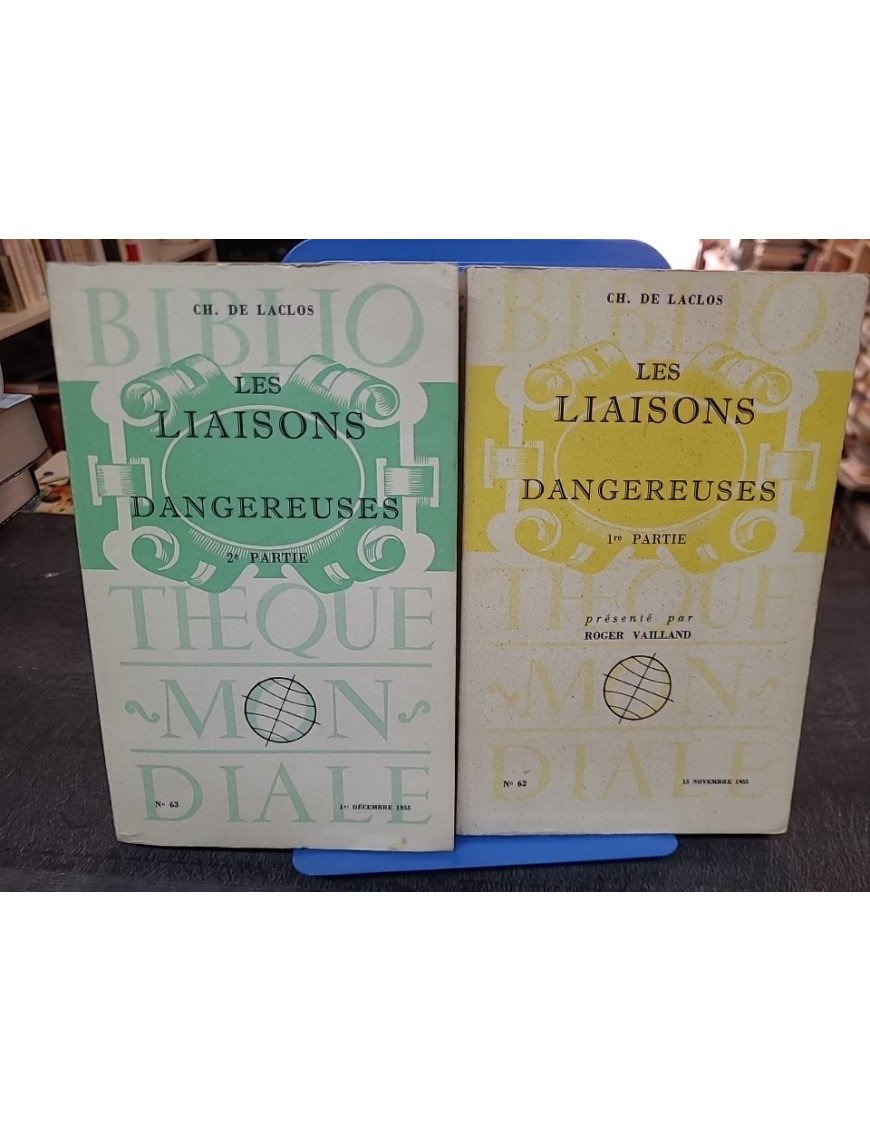 BIBLIO
CH. DE LACLOS
LES
LIAISONS
DANGEREUSES
2e PARTIE
THEQUE
MON
DIALE
No 63
1er DÉCEMBRE 1953
BIBLIO
CH. DE LACLOS
LES
LIAISONS
DANGEREUSES
1re PARTIE
THEQUE
présenté par
ROGER VAILLAND
MON
DIALE
No 62
15 NOVEMBRE 1953